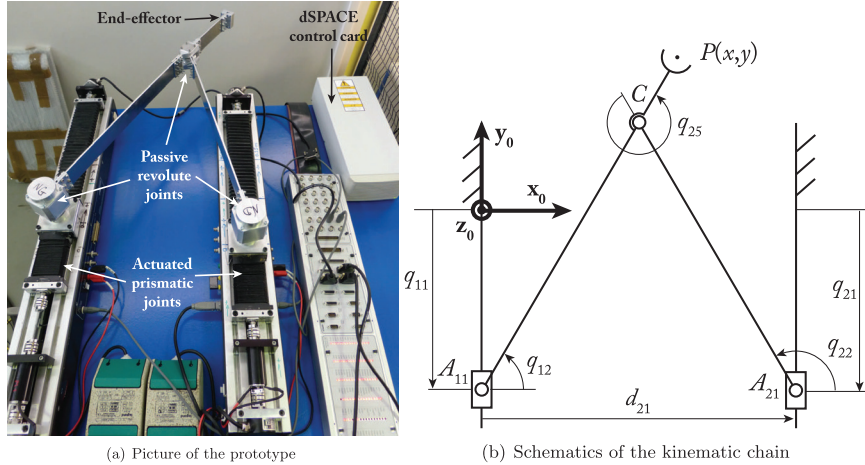 End-effector
dSPACE
control card
Passive
revolute
joints
Actuated
prismatic
joints
(a) Picture of the prototype
P(x,y)
C
q25
y0
x0
z0
q11
q21
A11
q12
q22
A21
d21
(b) Schematics of the kinematic chain